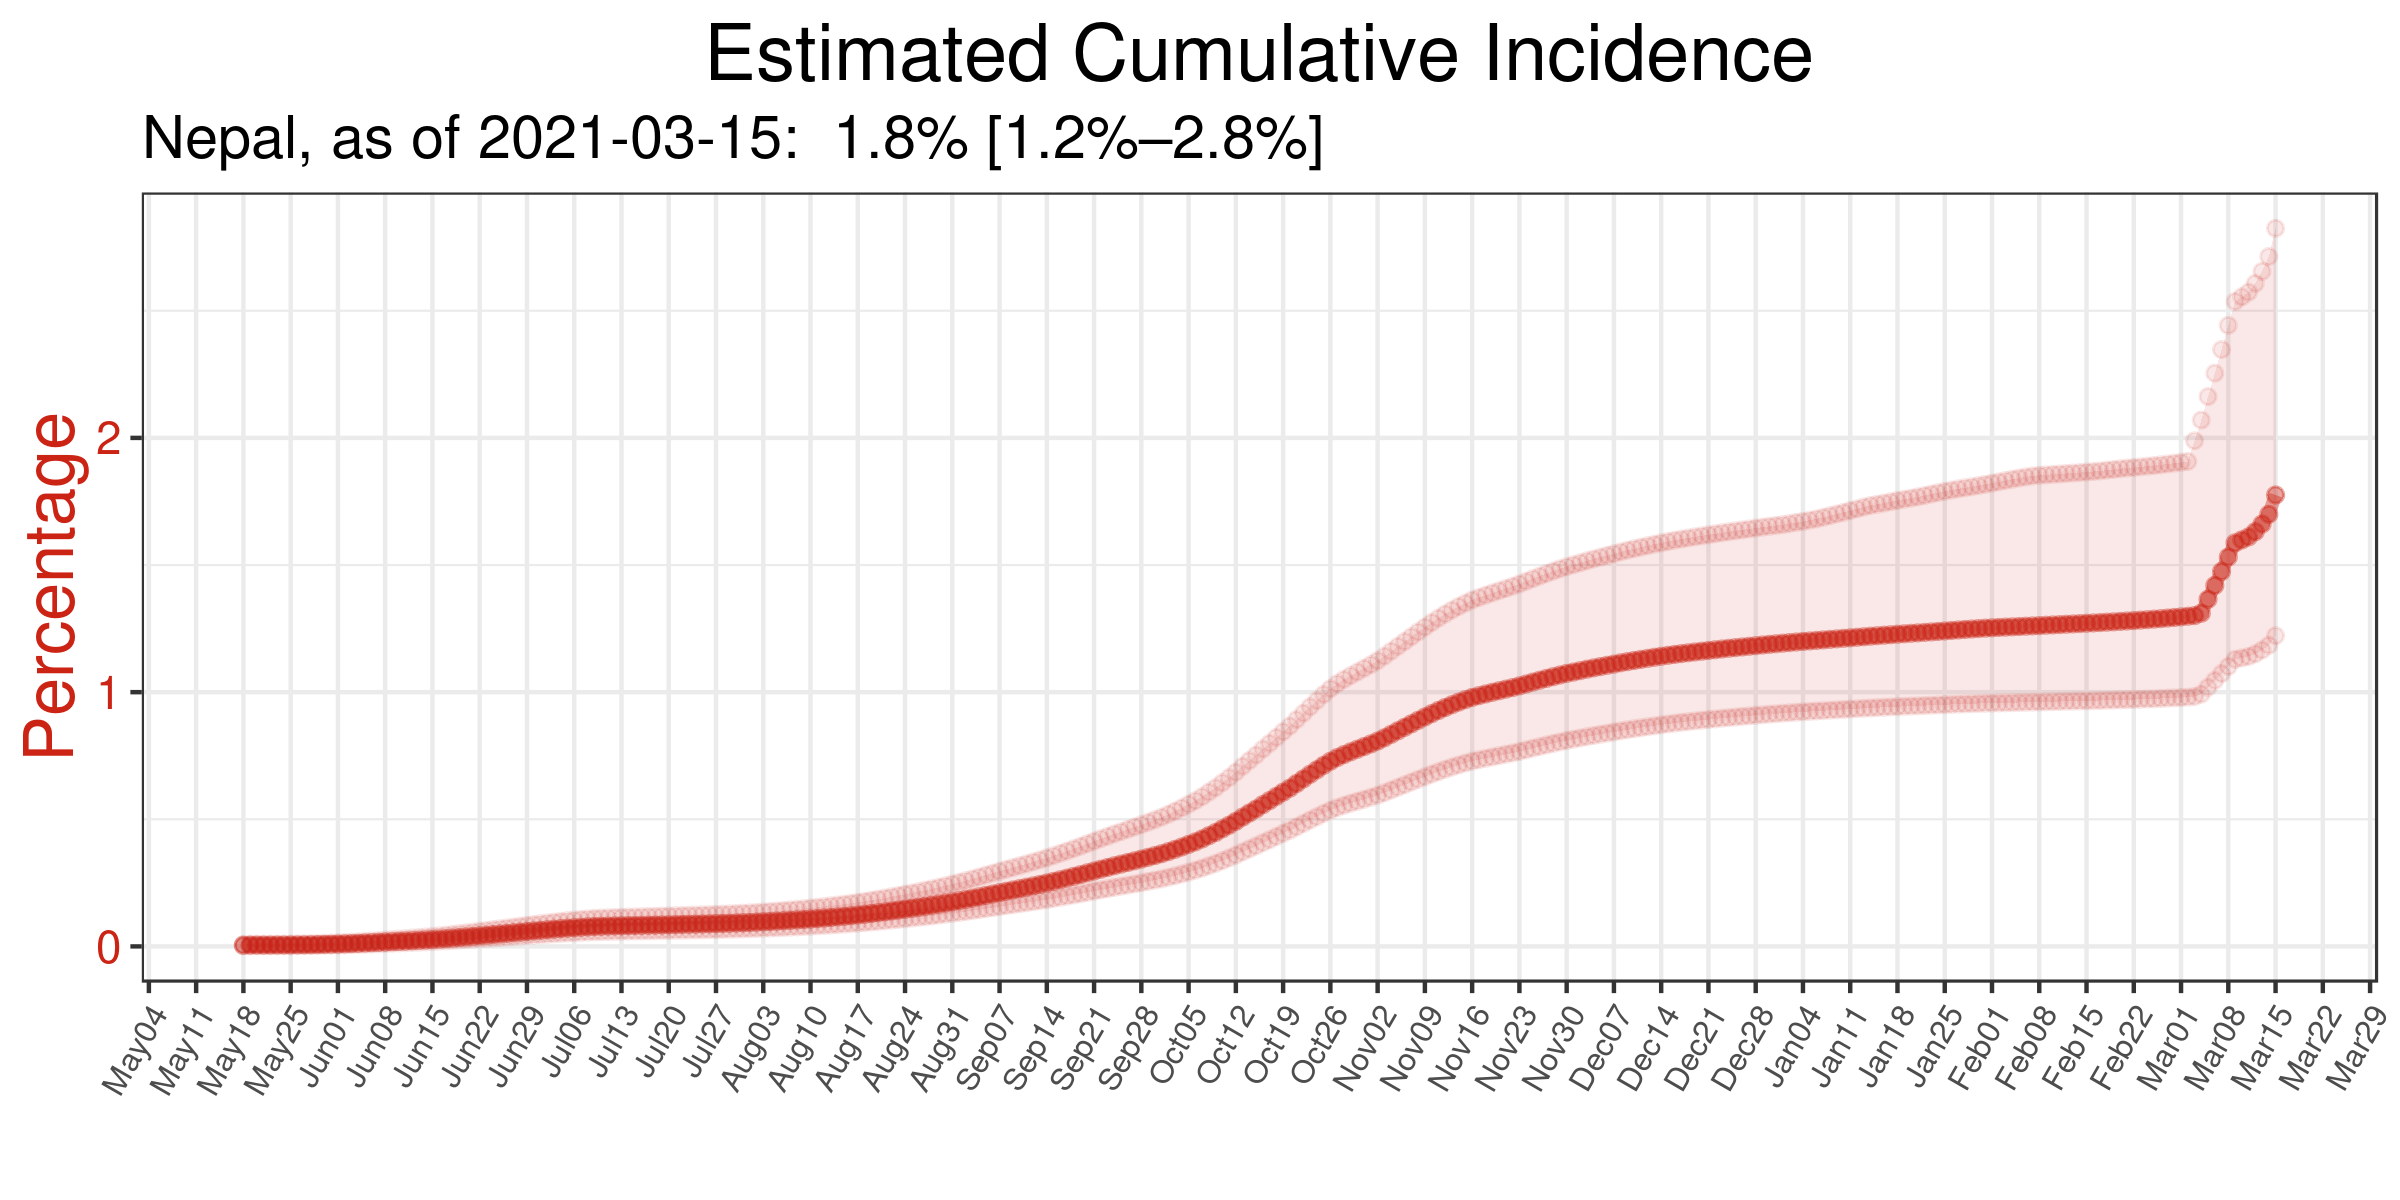 Estimated Cumulative Incidence
Nepal, as of 2021-03-15:  1.8% [1.2%–2.8%]
Percentage
2
1
0
May04
May11
May18
May25
Jun01
Jun08
Jun15
Jun22
Jun29
Jul06
Jul13
Jul20
Jul27
Aug03
Aug10
Aug17
Aug24
Aug31
Sep07
Sep14
Sep21
Sep28
Oct05
Oct12
Oct19
Oct26
Nov02
Nov09
Nov16
Nov23
Nov30
Dec07
Dec14
Dec21
Dec28
Jan04
Jan11
Jan18
Jan25
Feb01
Feb08
Feb15
Feb22
Mar01
Mar08
Mar15
Mar22
Mar29